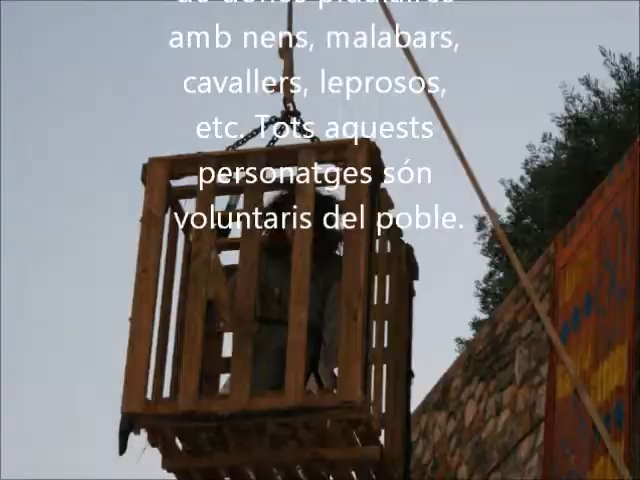 amb nens, malabars,
cavallers, leprosos,
etc. Tots aquests
personatges són
voluntaris del poble.